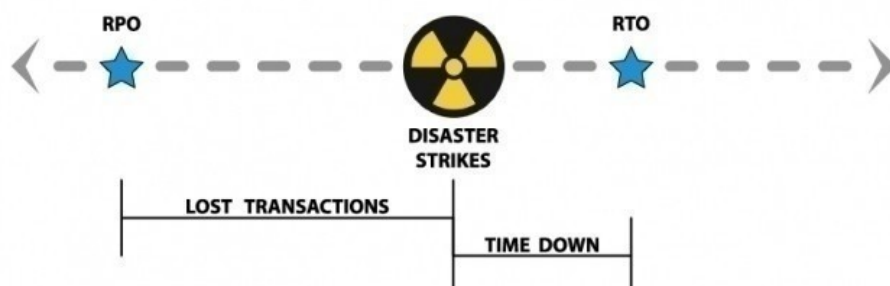 RPO
RTO
DISASTER
STRIKES
LOST TRANSACTIONS
TIME DOWN